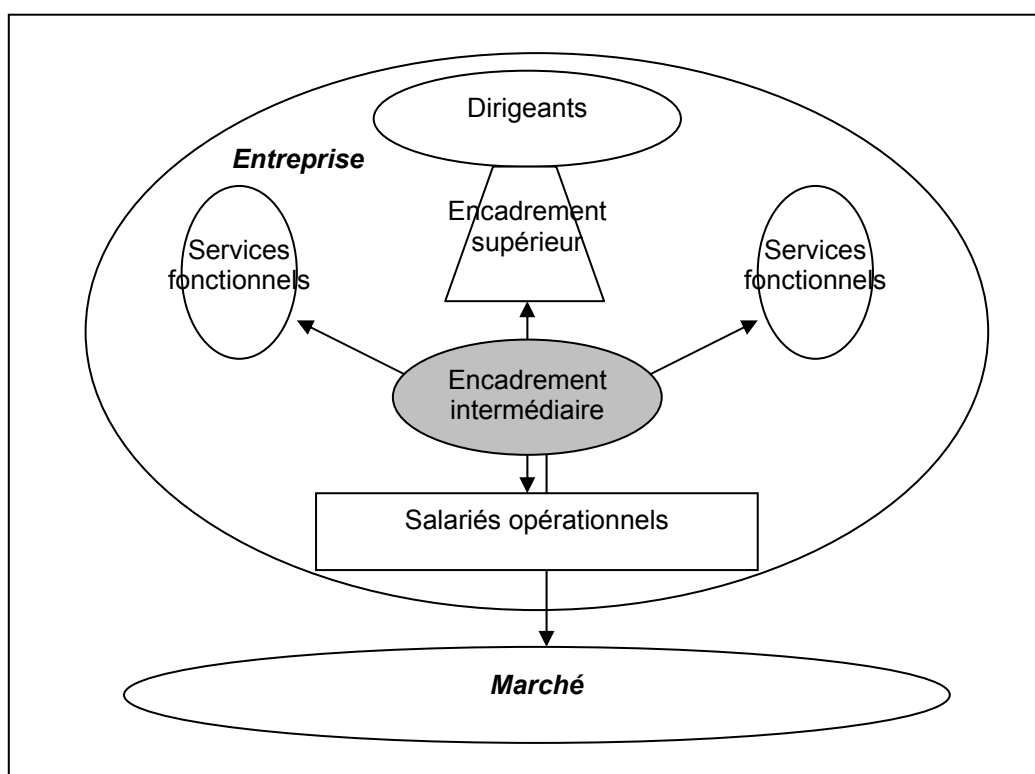 Dirigeants
Entreprise
Encadrement
supérieur
Services
fonctionnels
Services
fonctionnels
Encadrement
intermédiaire
Salariés opérationnels
Marché